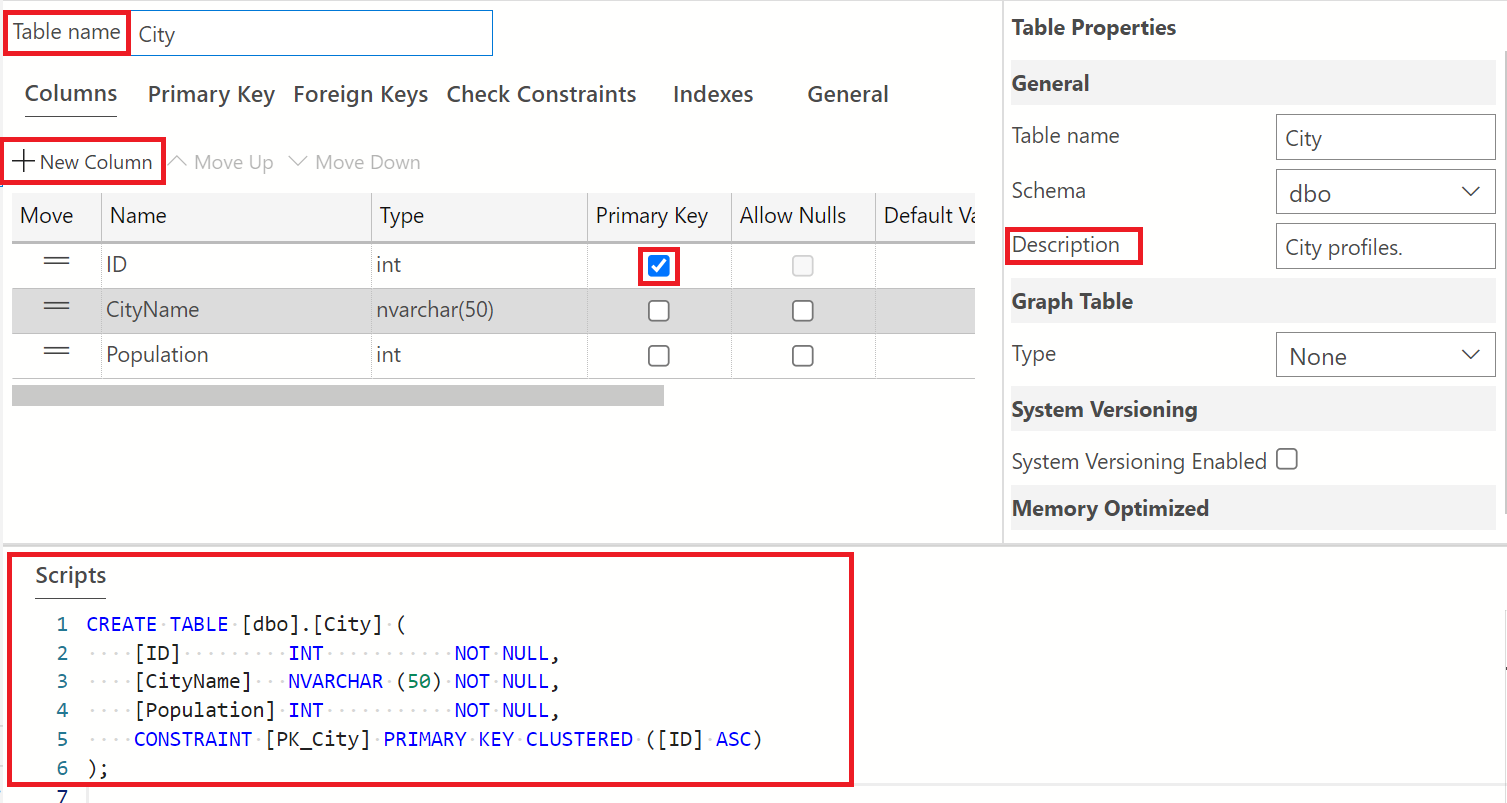 Table name City
Columns Primary Key Foreign Keys Check Constraints Indexes General
New Column Move Up Move Down
Move Name Type Primary Key Allow Nulls Default Va
ID int
CityName nvarchar(50)
Population int
Table Properties
General
Table name City
Schema dbo
Description City profiles.
Graph Table
Type None
System Versioning
System Versioning Enabled
Memory Optimized
Scripts
1 CREATE TABLE [dbo].[City] (
2 [ID] INT NOT NULL,
3 [CityName] NVARCHAR (50) NOT NULL,
4 [Population] INT NOT NULL,
5 CONSTRAINT [PK_City] PRIMARY KEY CLUSTERED ([ID] ASC)
6 );
7